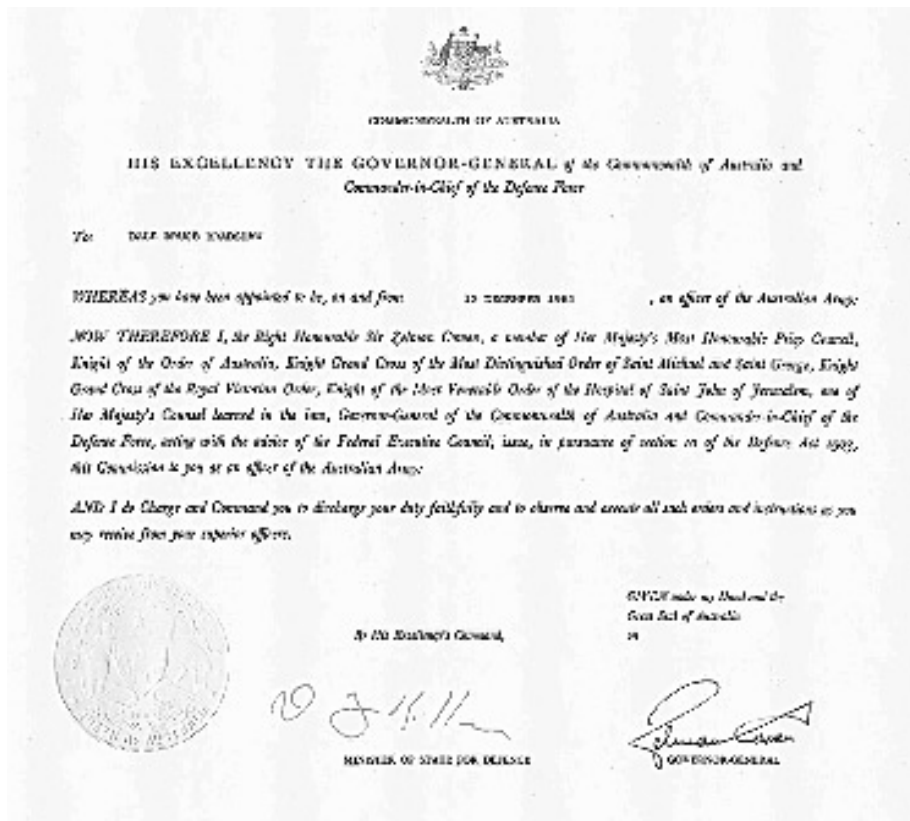 COMMONWEALTH OF AUSTRALIA
HIS EXCELLENCY THE GOVERNOR-GENERAL of the Commonwealth of Australia and
Commander-in-Chief of the Defence Force
To:
WHEREAS you have been appointed to be, on and from DECEMBER , an officer of the Australian Army:
NOW THEREFORE I, the Right Honourable Sir Zelman Cowen, a member of Her Majesty's Most Honourable Privy Council,
Knight of the Order of Australia, Knight Grand Cross of the Most Distinguished Order of Saint Michael and Saint George, Knight
Grand Cross of the Royal Victorian Order, Knight of the Most Venerable Order of the Hospital of Saint John of Jerusalem, one of
Her Majesty's Counsel learned in the law, Governor-General of the Commonwealth of Australia and Commander-in-Chief of the
Defence Force, acting with the advice of the Federal Executive Council, issue, in pursuance of section 10 of the Defence Act 1903,
this Commission to you as an officer of the Australian Army:
AND I do Charge and Command you to discharge your duty faithfully and to observe and execute all such orders and instructions as you
may receive from your superior officers.
GIVEN under my Hand and the
Great Seal of Australia
on
By His Excellency's Command,
Zelman Cowen
MINISTER OF STATE FOR DEFENCE
GOVERNOR-GENERAL